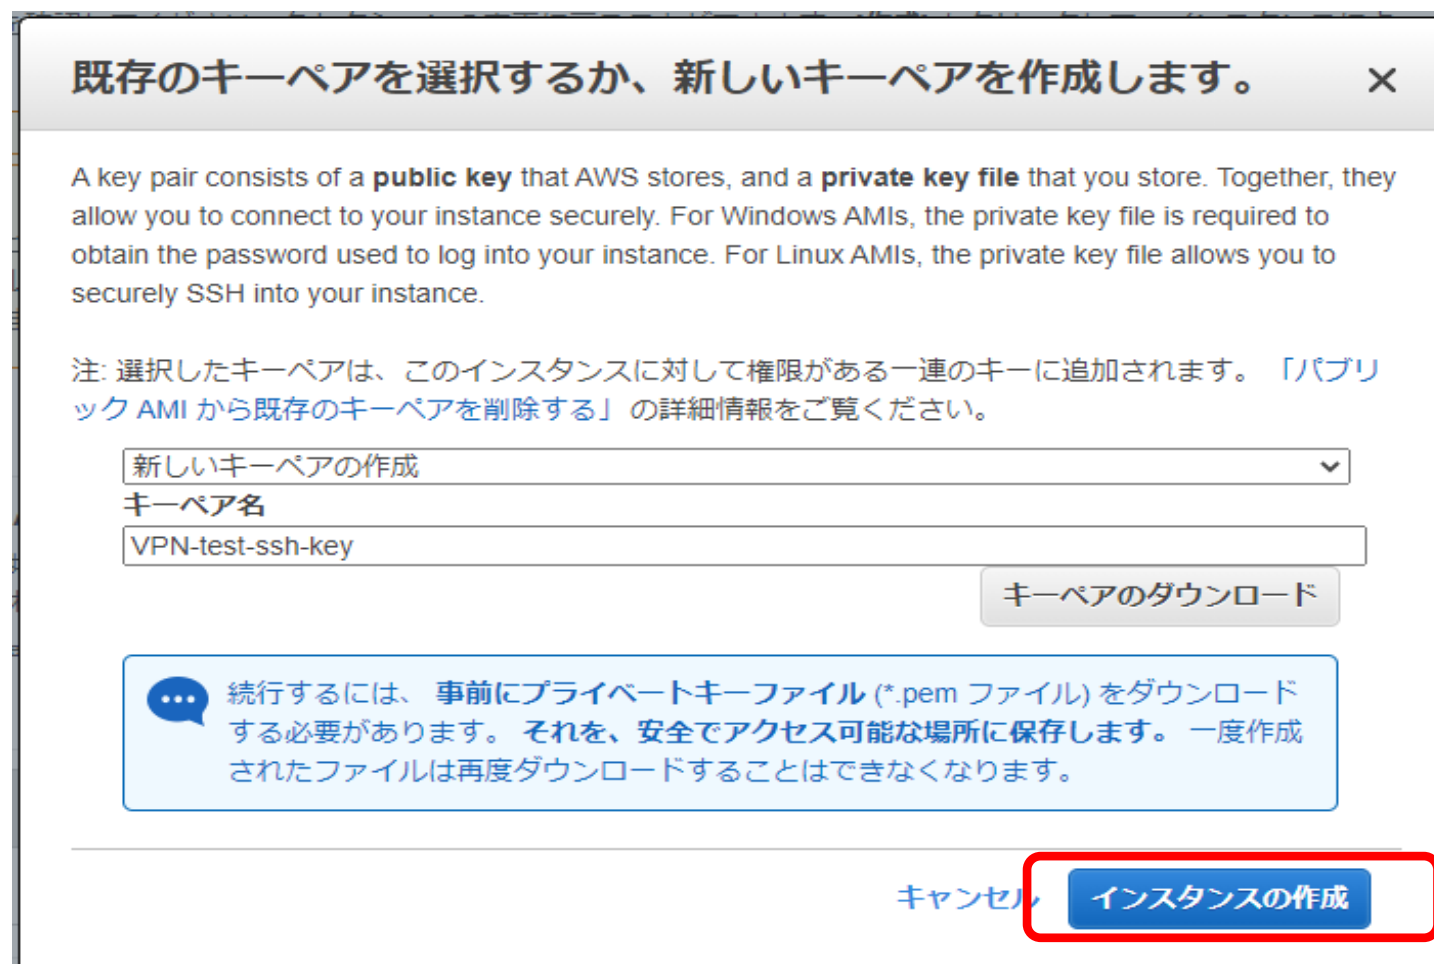 既存のキーペアを選択するか、新しいキーペアを作成します。 ×
A key pair consists of a public key that AWS stores, and a private key file that you store. Together, they
allow you to connect to your instance securely. For Windows AMIs, the private key file is required to
obtain the password used to log into your instance. For Linux AMIs, the private key file allows you to
securely SSH into your instance.
注: 選択したキーペアは、このインスタンスに対して権限がある一連のキーに追加されます。 「パブリ
ック AMI から既存のキーペアを削除する」 の詳細情報をご覧ください。
新しいキーペアの作成
キーペア名
VPN-test-ssh-key
キーペアのダウンロード
続行するには、 事前にプライベートキーファイル (*.pem ファイル) をダウンロード
する必要があります。 それを、安全でアクセス可能な場所に保存します。 一度作成
されたファイルは再度ダウンロードすることはできなくなります。
キャンセル インスタンスの作成